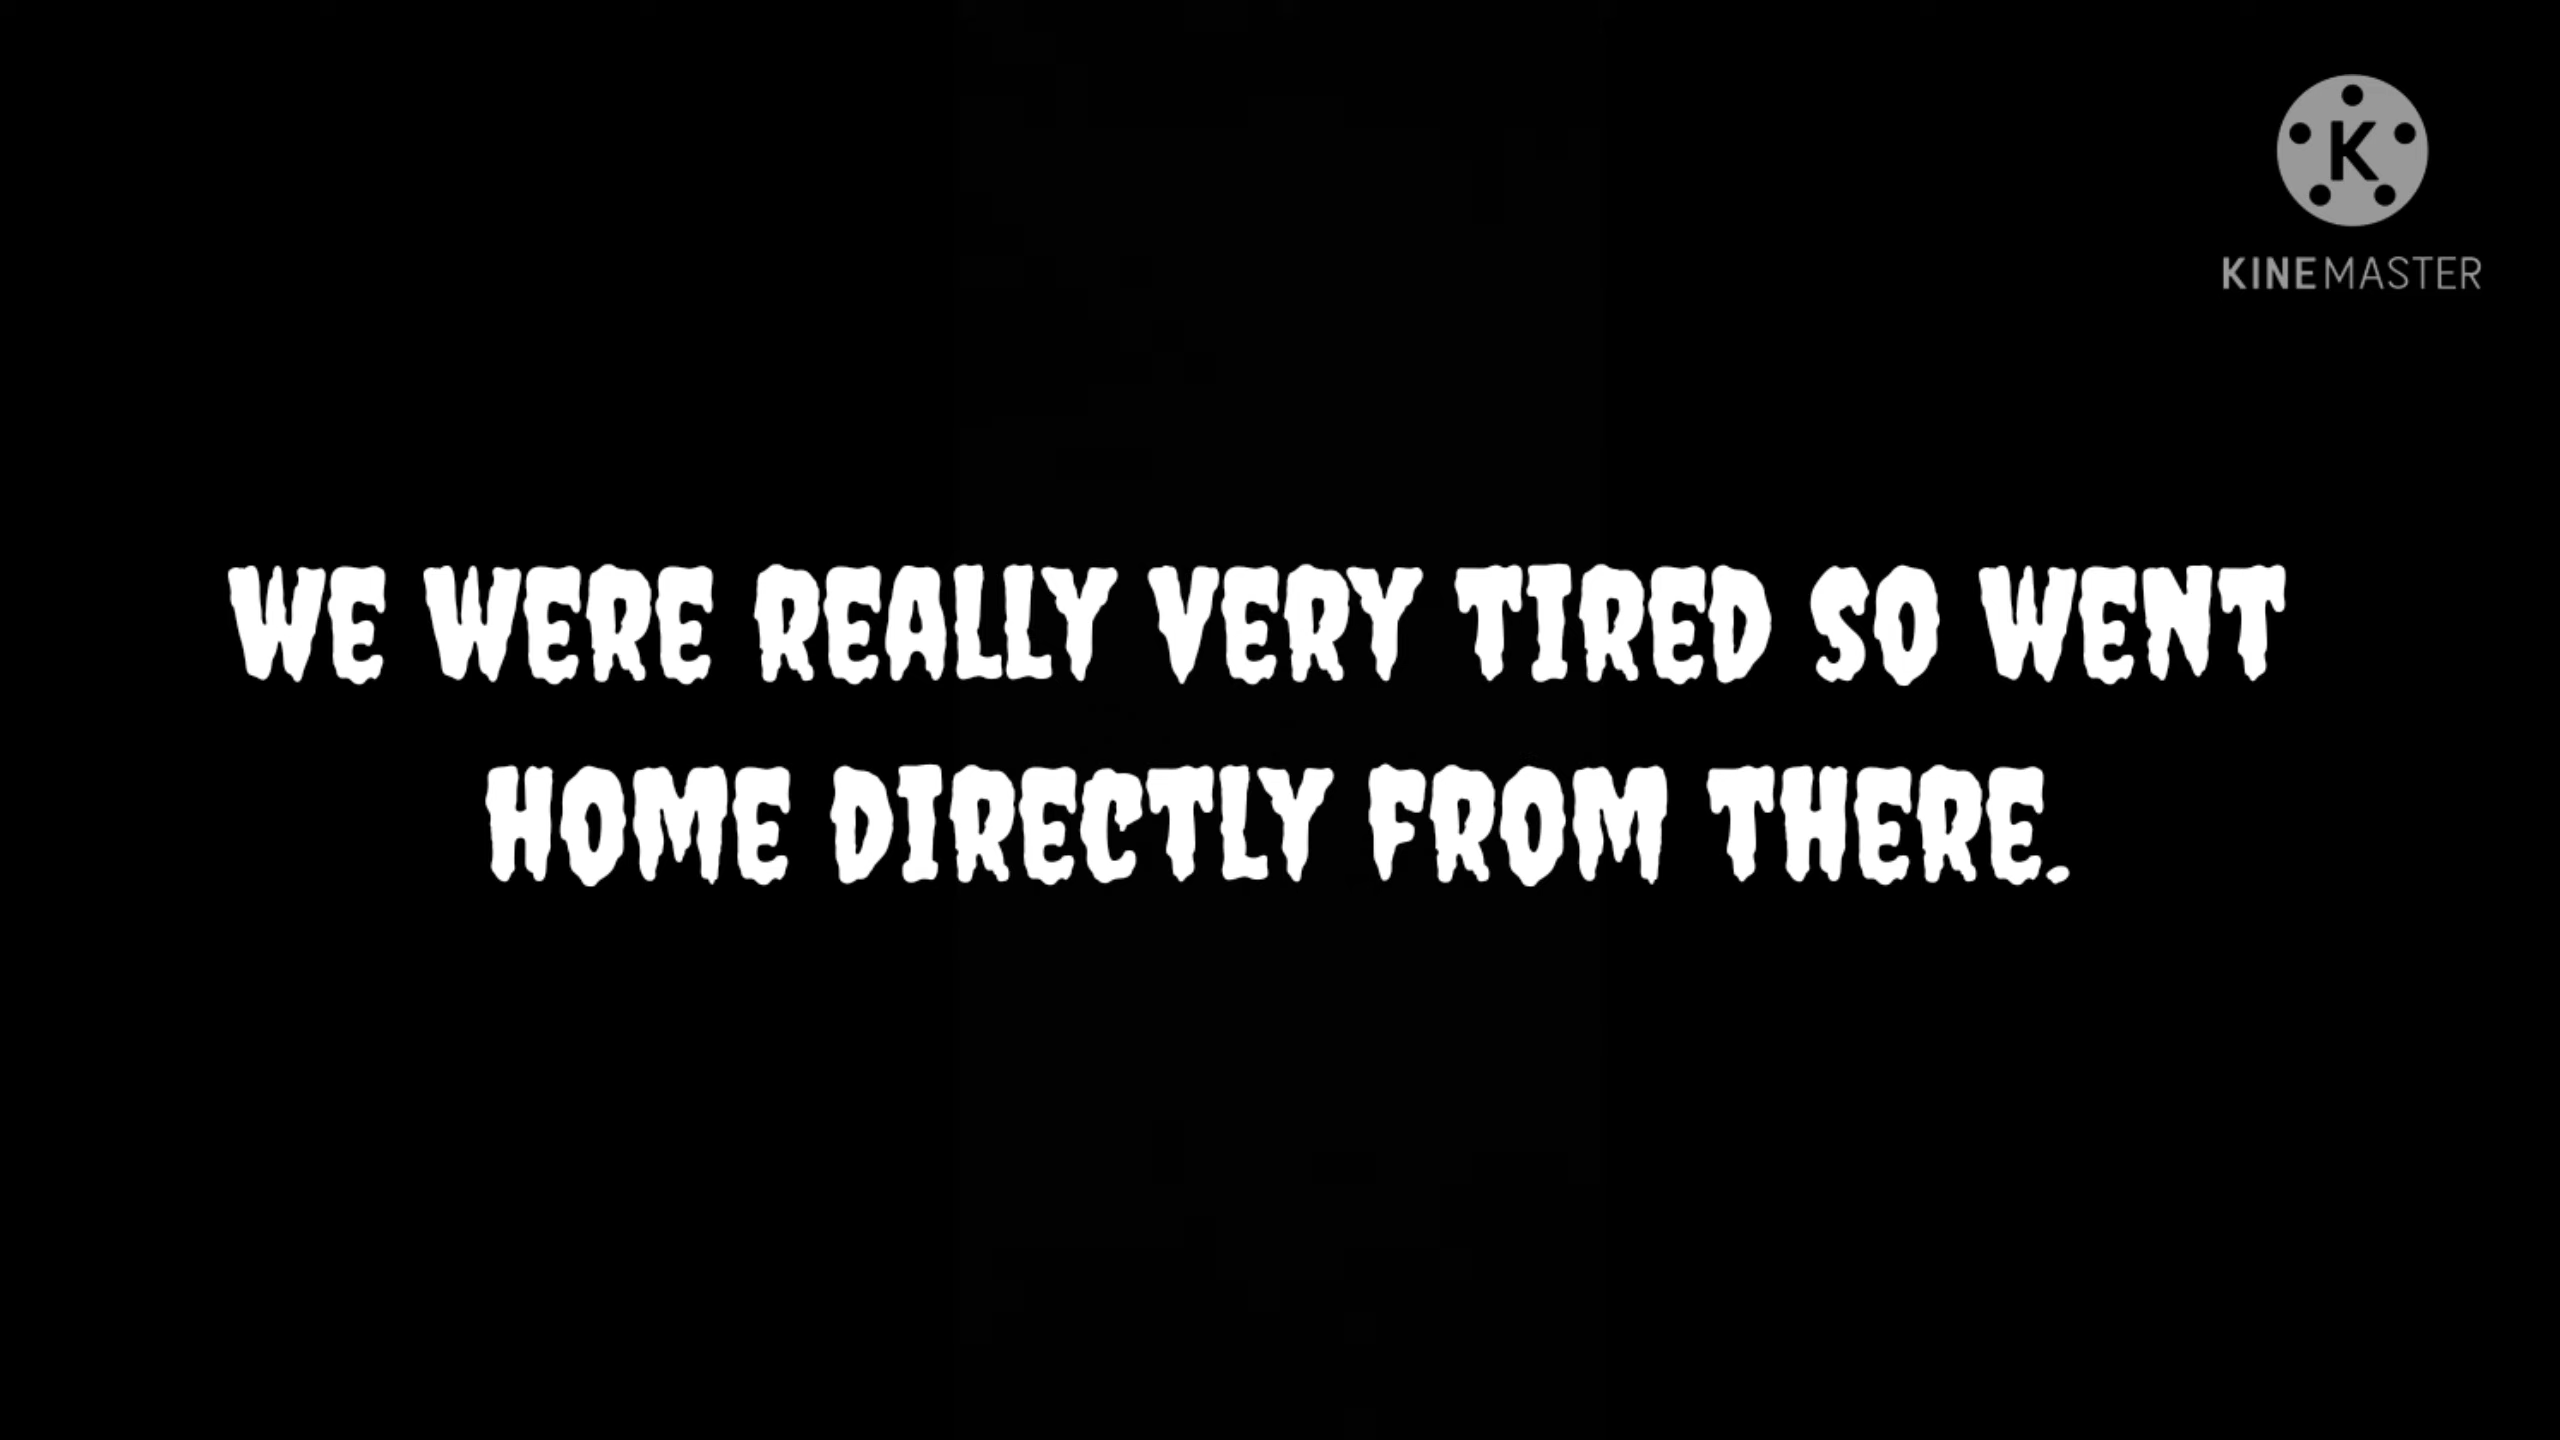 K
KINEMASTER
WE WERE REALLY VERY TIRED SO WENT
HOME DIRECTLY FROM THERE.